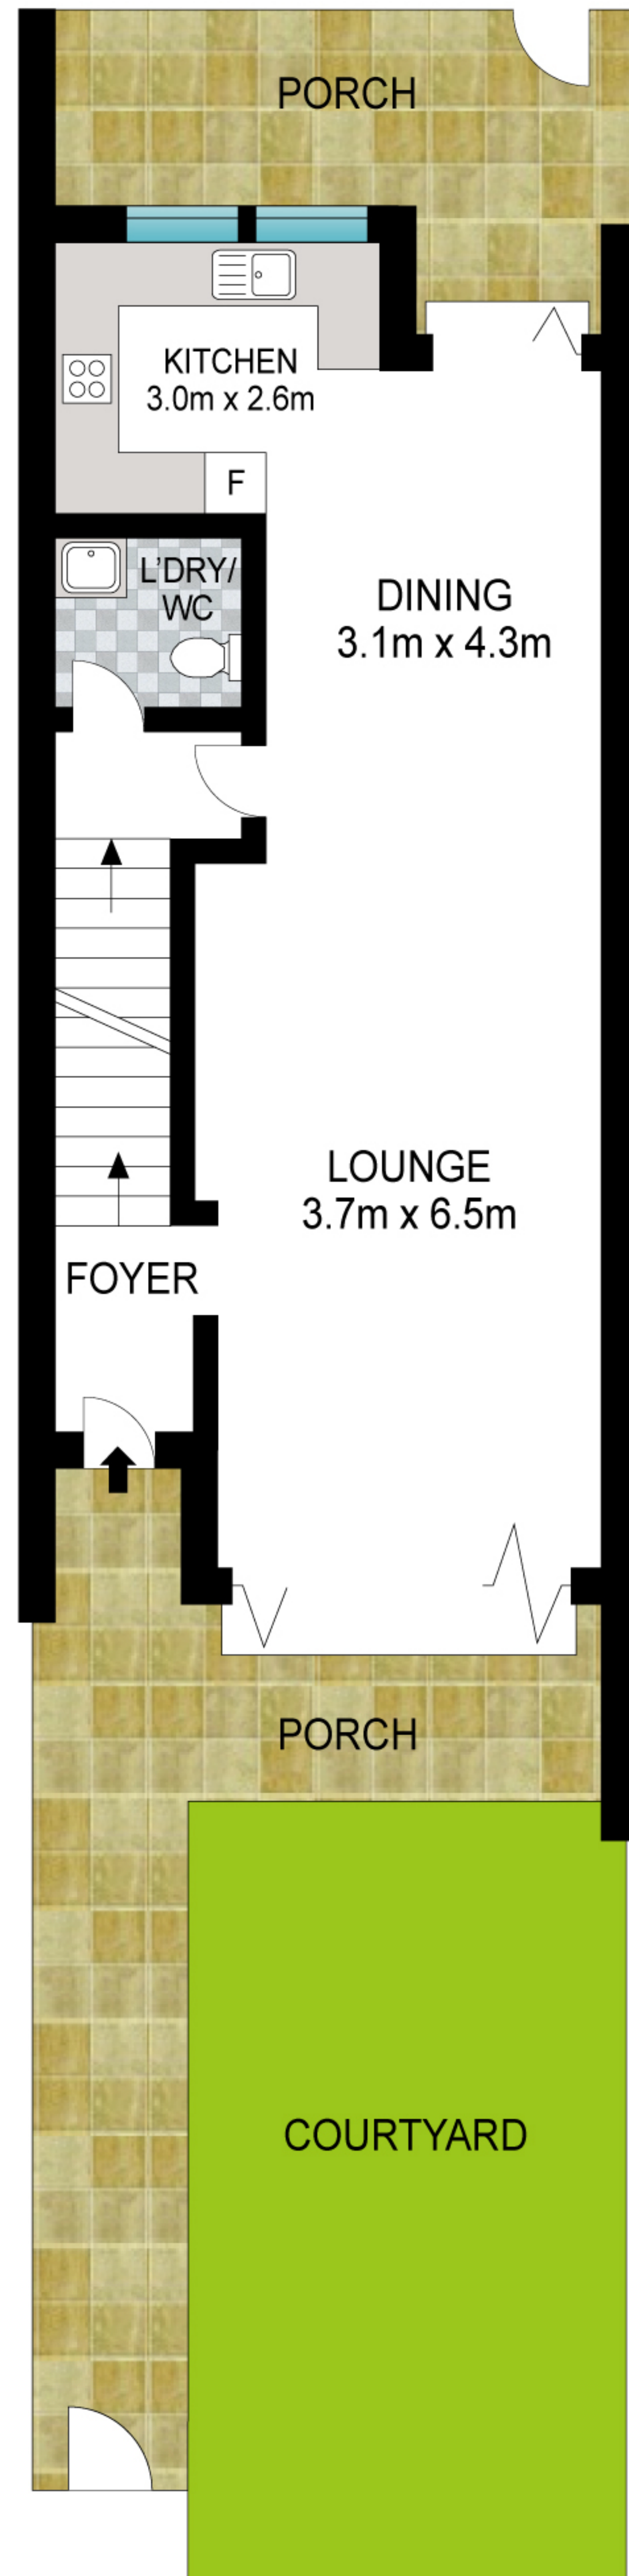 PORCH
KITCHEN
3.0m x 2.6m
F
L'DRY/
WC
DINING
3.1m x 4.3m
LOUNGE
3.7m x 6.5m
FOYER
PORCH
COURTYARD